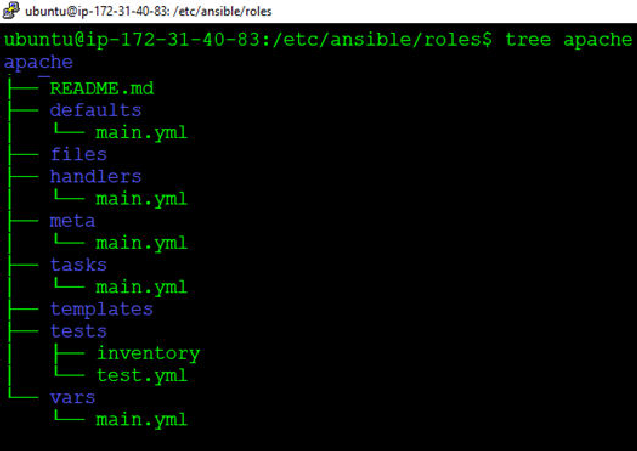 ubuntu@ip-172-31-40-83: /etc/ansible/roles
ubuntu@ip-172-31-40-83:/etc/ansible/roles$ tree apache
apache
├── README.md
├── defaults
│   └── main.yml
├── files
├── handlers
│   └── main.yml
├── meta
│   └── main.yml
├── tasks
│   └── main.yml
├── templates
├── tests
│   ├── inventory
│   └── test.yml
└── vars
    └── main.yml